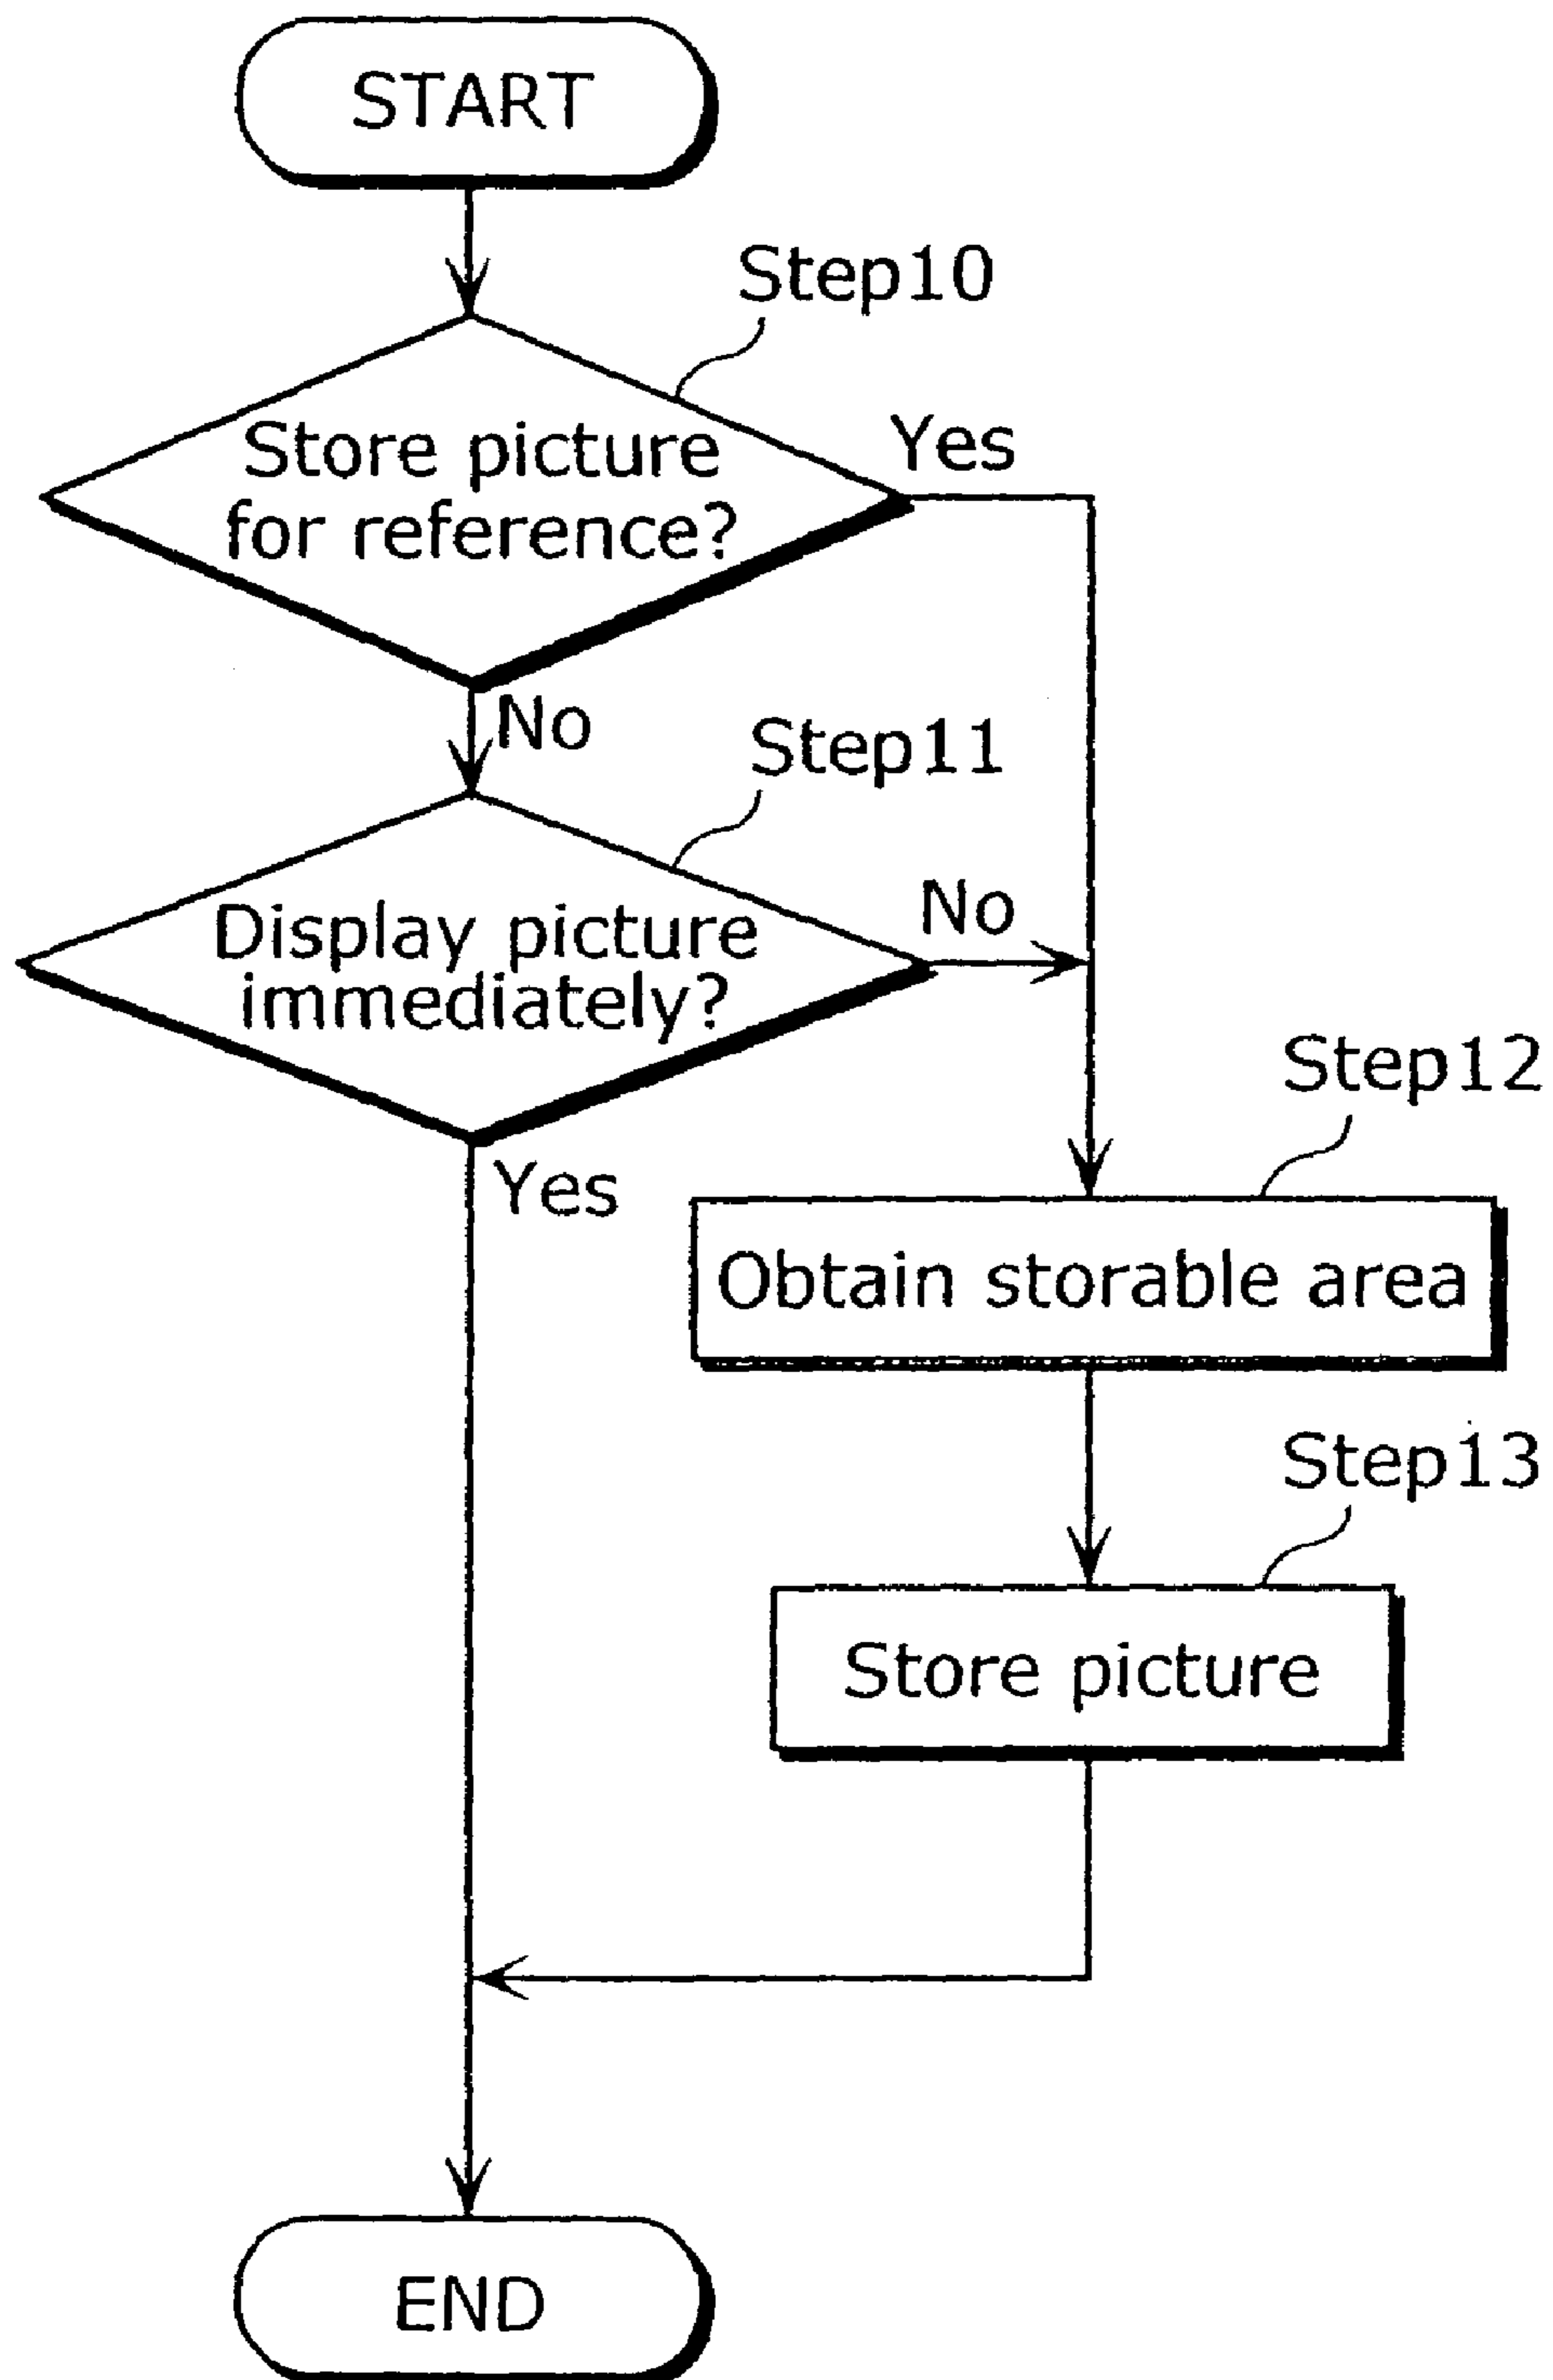 START
Step10
Store picture
for reference?
Yes
No
Step11
Display picture
immediately?
No
Yes
Step12
Obtain storable area
Step13
Store picture
END